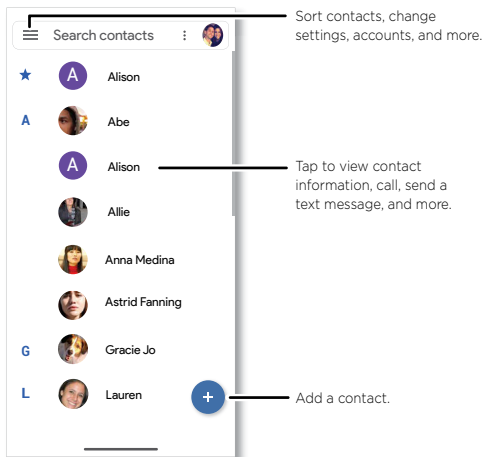 Sort contacts, change
settings, accounts, and more.
Search contacts
A Alison
A Abe
A Alison
Tap to view contact
information, call, send a
text message, and more.
Allie
Anna Medina
Astrid Fanning
G Gracie Jo
L Lauren
+
Add a contact.